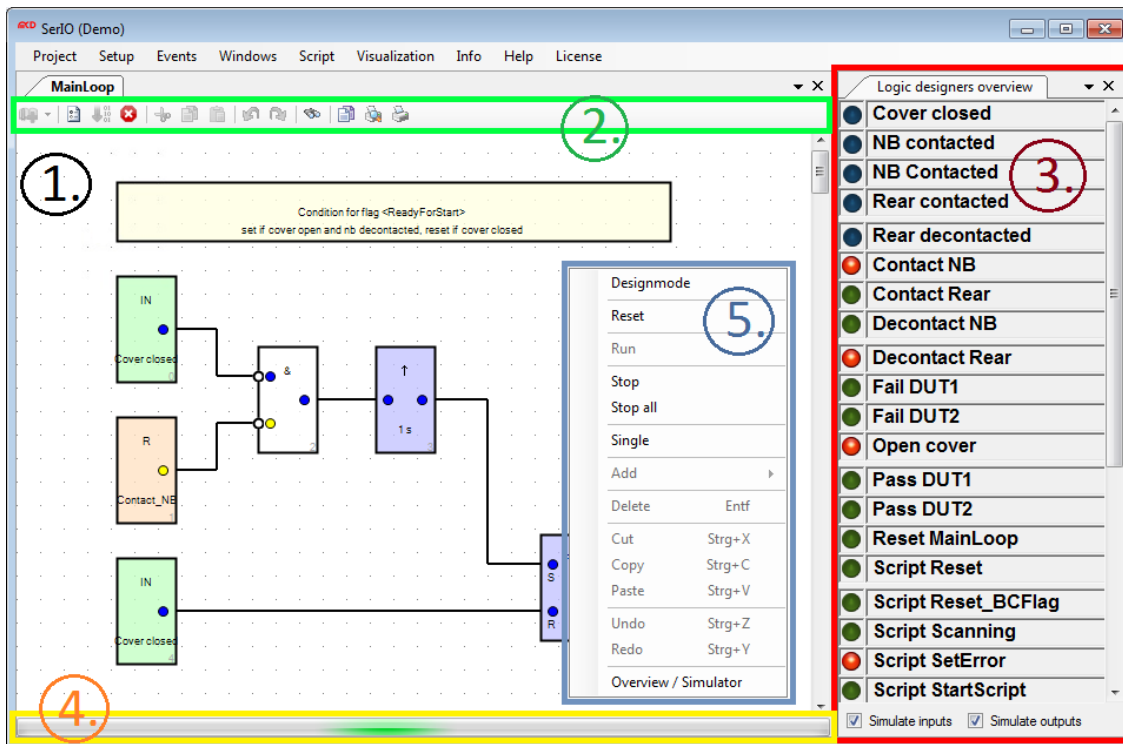 SerIO (Demo)
Project Setup Events Windows Script Visualization Info Help License
MainLoop
2.
1.
Condition for flag <ReadyForStart>
set if cover open and nb decontacted, reset if cover closed
IN
Cover closed
0
&
2
↑
1 s
3
R
Contact_NB
1
IN
Cover closed
4
S
R
Designmode
Reset
Run
Stop
Stop all
Single
Add
Delete Entf
Cut Strg+X
Copy Strg+C
Paste Strg+V
Undo Strg+Z
Redo Strg+Y
Overview / Simulator
5.
4.
Logic designers overview
Cover closed
NB contacted
NB Contacted
Rear contacted
Rear decontacted
Contact NB
Contact Rear
Decontact NB
Decontact Rear
Fail DUT1
Fail DUT2
Open cover
Pass DUT1
Pass DUT2
Reset MainLoop
Script Reset
Script Reset_BCFlag
Script Scanning
Script SetError
Script StartScript
3.
Simulate inputs Simulate outputs